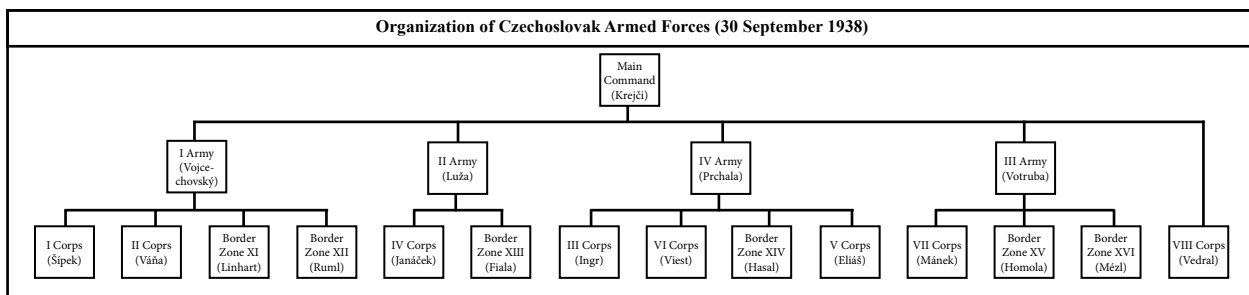 Organization of Czechoslovak Armed Forces (30 September 1938)
Main
Command
(Krejči)
I Army
(Vojce-
chovský)
II Army
(Luža)
IV Army
(Prchala)
III Army
(Votruba)
I Corps
(Šípek)
II Coprs
(Váňa)
Border
Zone XI
(Linhart)
Border
Zone XII
(Ruml)
IV Corps
(Janáček)
Border
Zone XIII
(Fiala)
III Corps
(Ingr)
VI Corps
(Viest)
Border
Zone XIV
(Hasal)
V Corps
(Eliáš)
VII Corps
(Mánek)
Border
Zone XV
(Homola)
Border
Zone XVI
(Mézl)
VIII Corps
(Vedral)